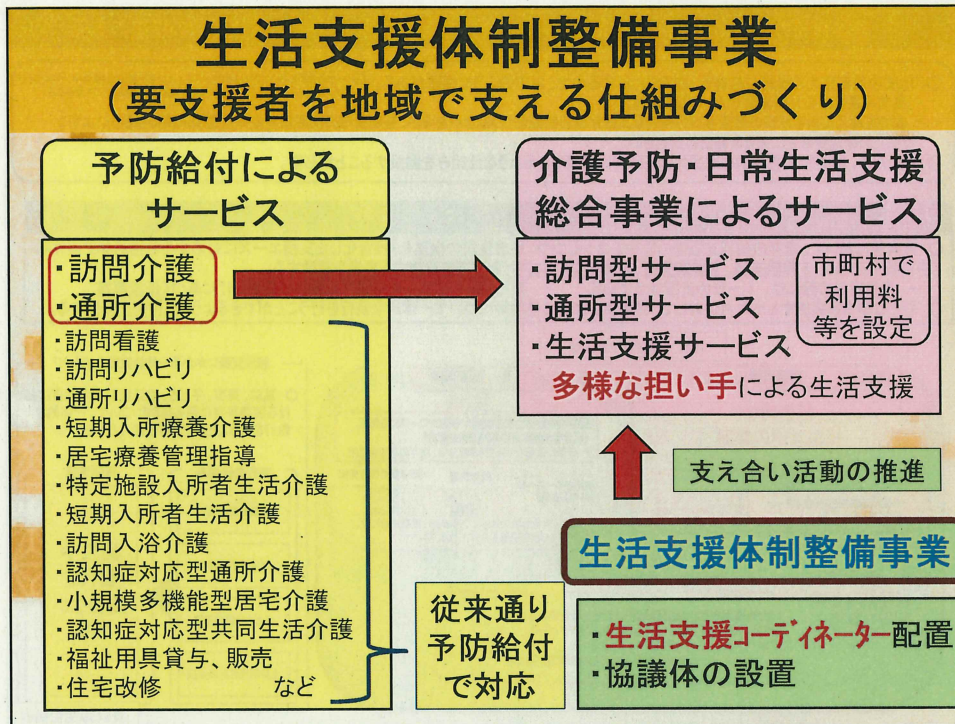 生活支援体制整備事業
（要支援者を地域で支える仕組みづくり）
予防給付による
サービス
・訪問介護
・通所介護
・訪問看護
・訪問リハビリ
・通所リハビリ
・短期入所療養介護
・居宅療養管理指導
・特定施設入所者生活介護
・短期入所者生活介護
・訪問入浴介護
・認知症対応型通所介護
・小規模多機能型居宅介護
・認知症対応型共同生活介護
・福祉用具貸与、販売
・住宅改修　　　　など
従来通り
予防給付
で対応
介護予防・日常生活支援
総合事業によるサービス
・訪問型サービス
・通所型サービス
・生活支援サービス
多様な担い手による生活支援
市町村で
利用料
等を設定
支え合い活動の推進
生活支援体制整備事業
・生活支援コーディネーター配置
・協議体の設置